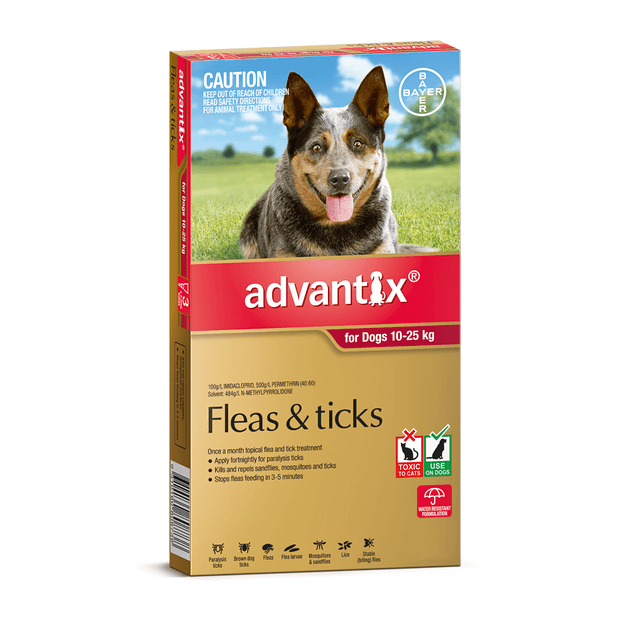 Fleas & ticks
advantix®
for Dogs 10-25 kg
3
CAUTION
KEEP OUT OF REACH OF CHILDREN
READ SAFETY DIRECTIONS
FOR ANIMAL TREATMENT ONLY
BAYER
BAYER
advantix®
for Dogs 10-25 kg
100g/L IMIDACLOPRID, 500g/L PERMETHRIN (40:60)
Solvent: 484g/L N-METHYLPYRROLIDONE
Fleas & ticks
Once a month topical flea and tick treatment
• Apply fortnightly for paralysis ticks
• Kills and repels sandflies, mosquitoes and ticks
• Stops fleas feeding in 3-5 minutes
TOXIC
TO CATS
USE
ON DOGS
WATER RESISTANT
FORMULATION
Paralysis
ticks
Brown dog
ticks
Fleas
Flea larvae
Mosquitoes
& sandflies
Lice
Stable
(biting) flies